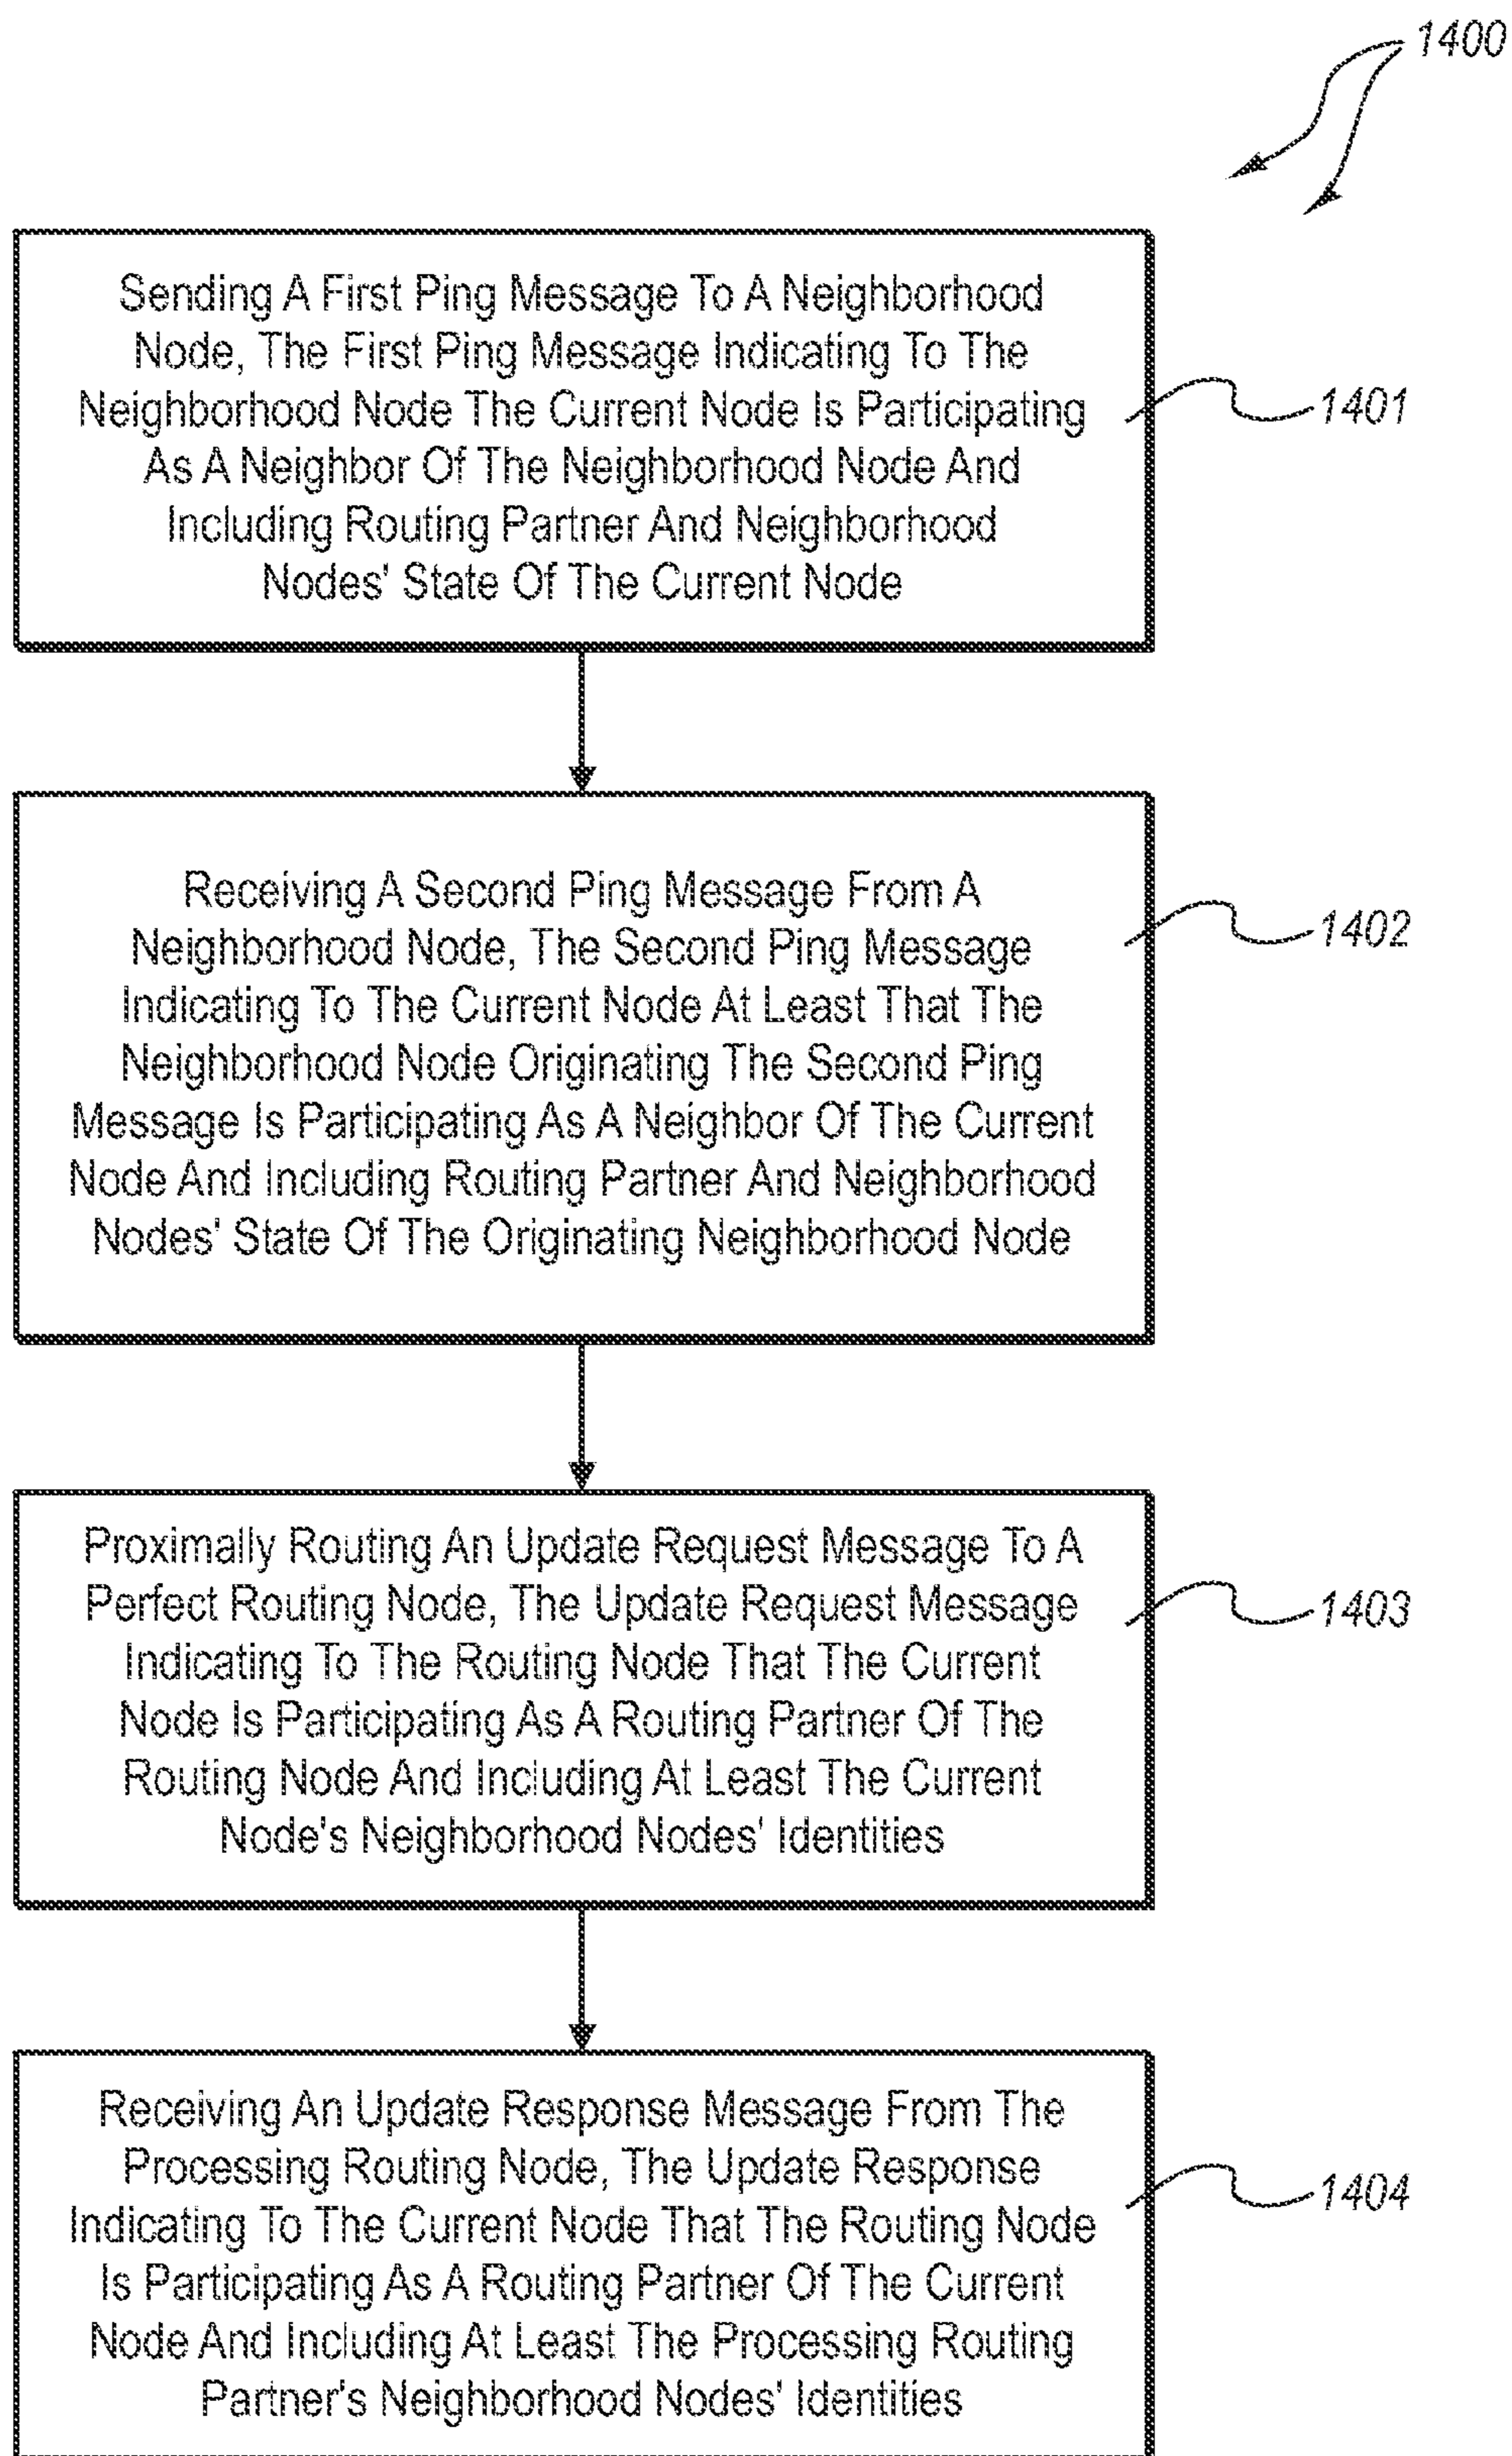 1400
Sending A First Ping Message To A Neighborhood
Node, The First Ping Message Indicating To The
Neighborhood Node The Current Node Is Participating
As A Neighbor Of The Neighborhood Node And
Including Routing Partner And Neighborhood
Nodes' State Of The Current Node
1401
Receiving A Second Ping Message From A
Neighborhood Node, The Second Ping Message
Indicating To The Current Node At Least That The
Neighborhood Node Originating The Second Ping
Message Is Participating As A Neighbor Of The Current
Node And Including Routing Partner And Neighborhood
Nodes' State Of The Originating Neighborhood Node
1402
Proximally Routing An Update Request Message To A
Perfect Routing Node, The Update Request Message
Indicating To The Routing Node That The Current
Node Is Participating As A Routing Partner Of The
Routing Node And Including At Least The Current
Node's Neighborhood Nodes' Identities
1403
Receiving An Update Response Message From The
Processing Routing Node, The Update Response
Indicating To The Current Node That The Routing Node
Is Participating As A Routing Partner Of The Current
Node And Including At Least The Processing Routing
Partner's Neighborhood Nodes' Identities
1404